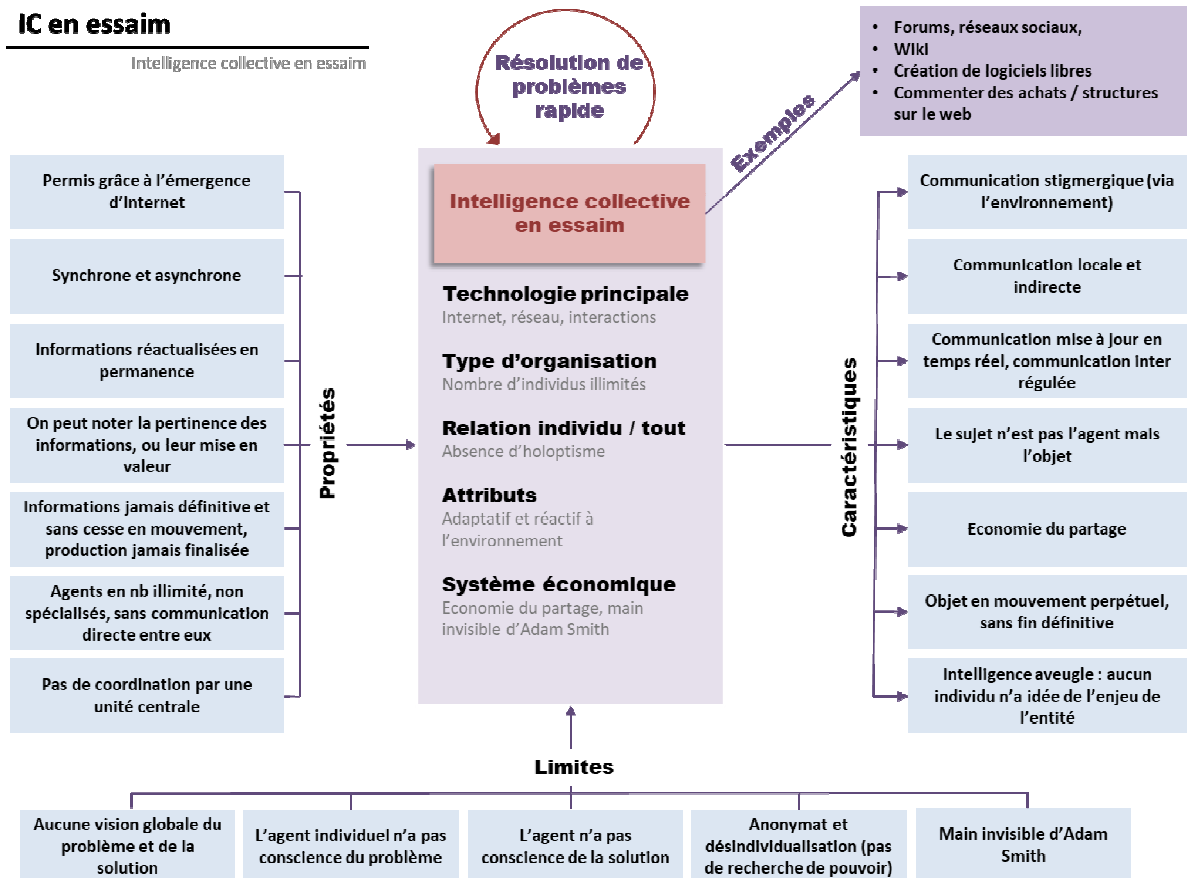 IC en essaim
Intelligence collective en essaim
Résolution de
problèmes
rapide
Exemples
• Forums, réseaux sociaux,
• Wiki
• Création de logiciels libres
• Commenter des achats / structures
sur le web
Permis grâce à l'émergence
d'Internet
Synchrone et asynchrone
Informations réactualisées en
permanence
On peut noter la pertinence des
informations, ou leur mise en
valeur
Informations jamais définitive et
sans cesse en mouvement,
production jamais finalisée
Agents en nb illimité, non
spécialisés, sans communication
directe entre eux
Pas de coordination par une
unité centrale
Propriétés
Intelligence collective
en essaim
Technologie principale
Internet, réseau, interactions
Type d'organisation
Nombre d'individus illimités
Relation individu / tout
Absence d'holoptisme
Attributs
Adaptatif et réactif à
l'environnement
Système économique
Economie du partage, main
invisible d'Adam Smith
Caractéristiques
Communication stigmergique (via
l'environnement)
Communication locale et
indirecte
Communication mise à jour en
temps réel, communication inter
régulée
Le sujet n'est pas l'agent mais
l'objet
Economie du partage
Objet en mouvement perpétuel,
sans fin définitive
Intelligence aveugle : aucun
individu n'a idée de l'enjeu de
l'entité
Limites
Aucune vision globale du
problème et de la
solution
L'agent individuel n'a pas
conscience du problème
L'agent n'a pas
conscience de la solution
Anonymat et
désindividualisation (pas
de recherche de pouvoir)
Main invisible d'Adam
Smith